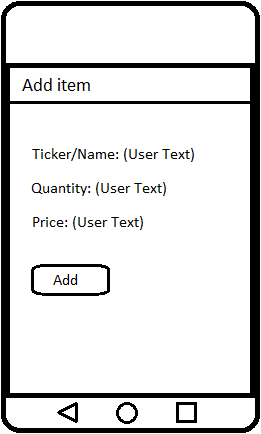 Add item
Ticker/Name: (User Text)
Quantity: (User Text)
Price: (User Text)
Add